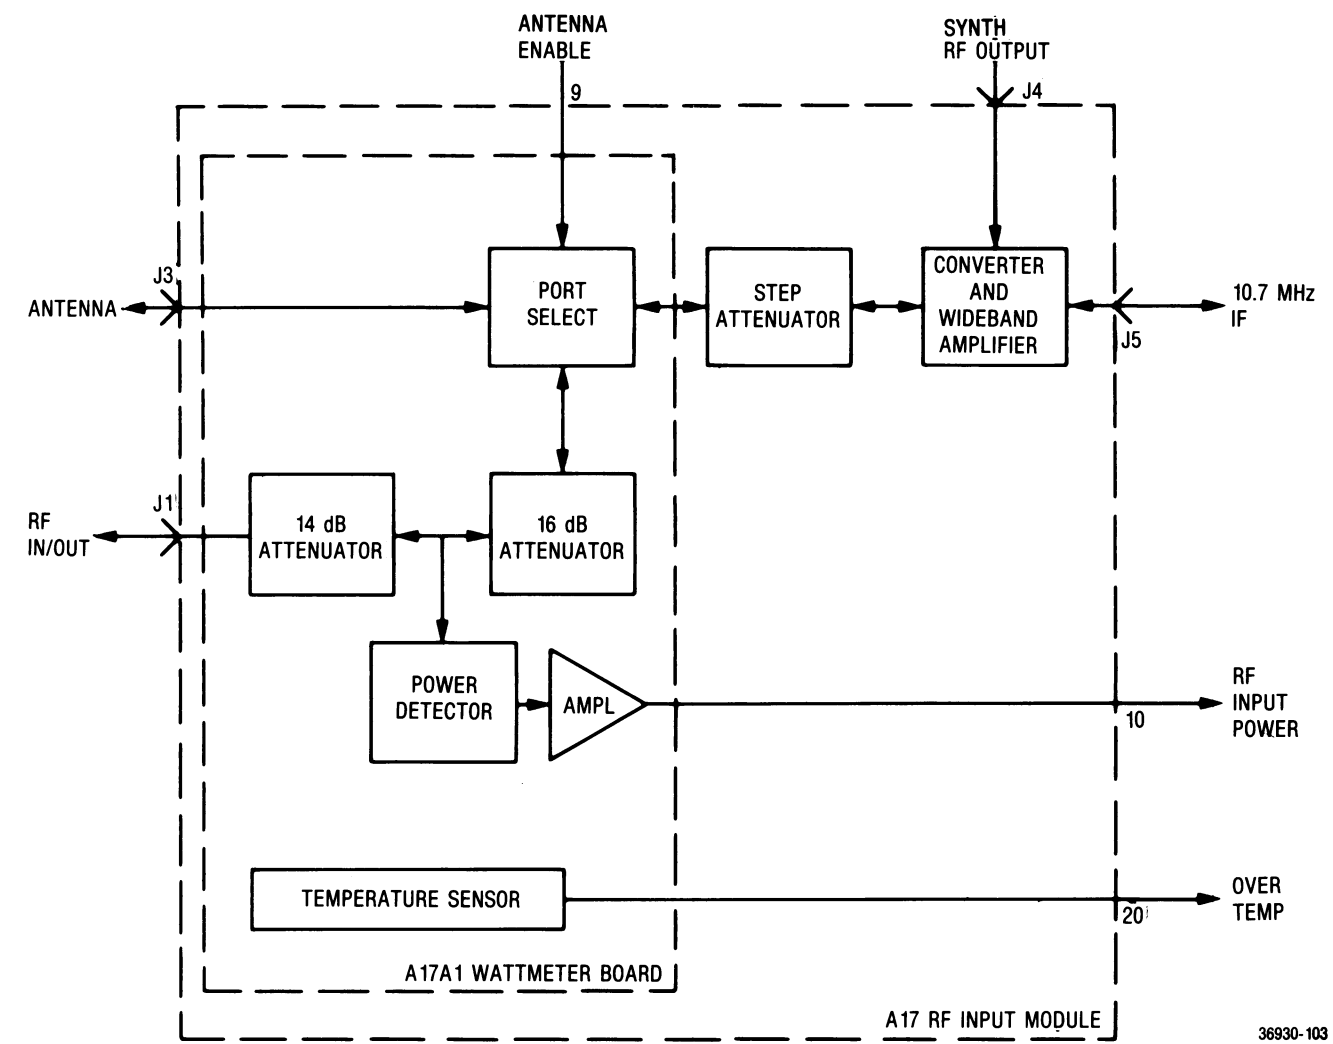 ANTENNA
ENABLE
SYNTH
RF OUTPUT
9
J4
J3
ANTENNA
PORT
SELECT
STEP
ATTENUATOR
CONVERTER
AND
WIDEBAND
AMPLIFIER
10.7 MHz
IF
J5
J1
RF
IN/OUT
14 dB
ATTENUATOR
16 dB
ATTENUATOR
POWER
DETECTOR
AMPL
RF
INPUT
POWER
10
TEMPERATURE SENSOR
OVER
TEMP
20
A17A1 WATTMETER BOARD
A17 RF INPUT MODULE
36930-103